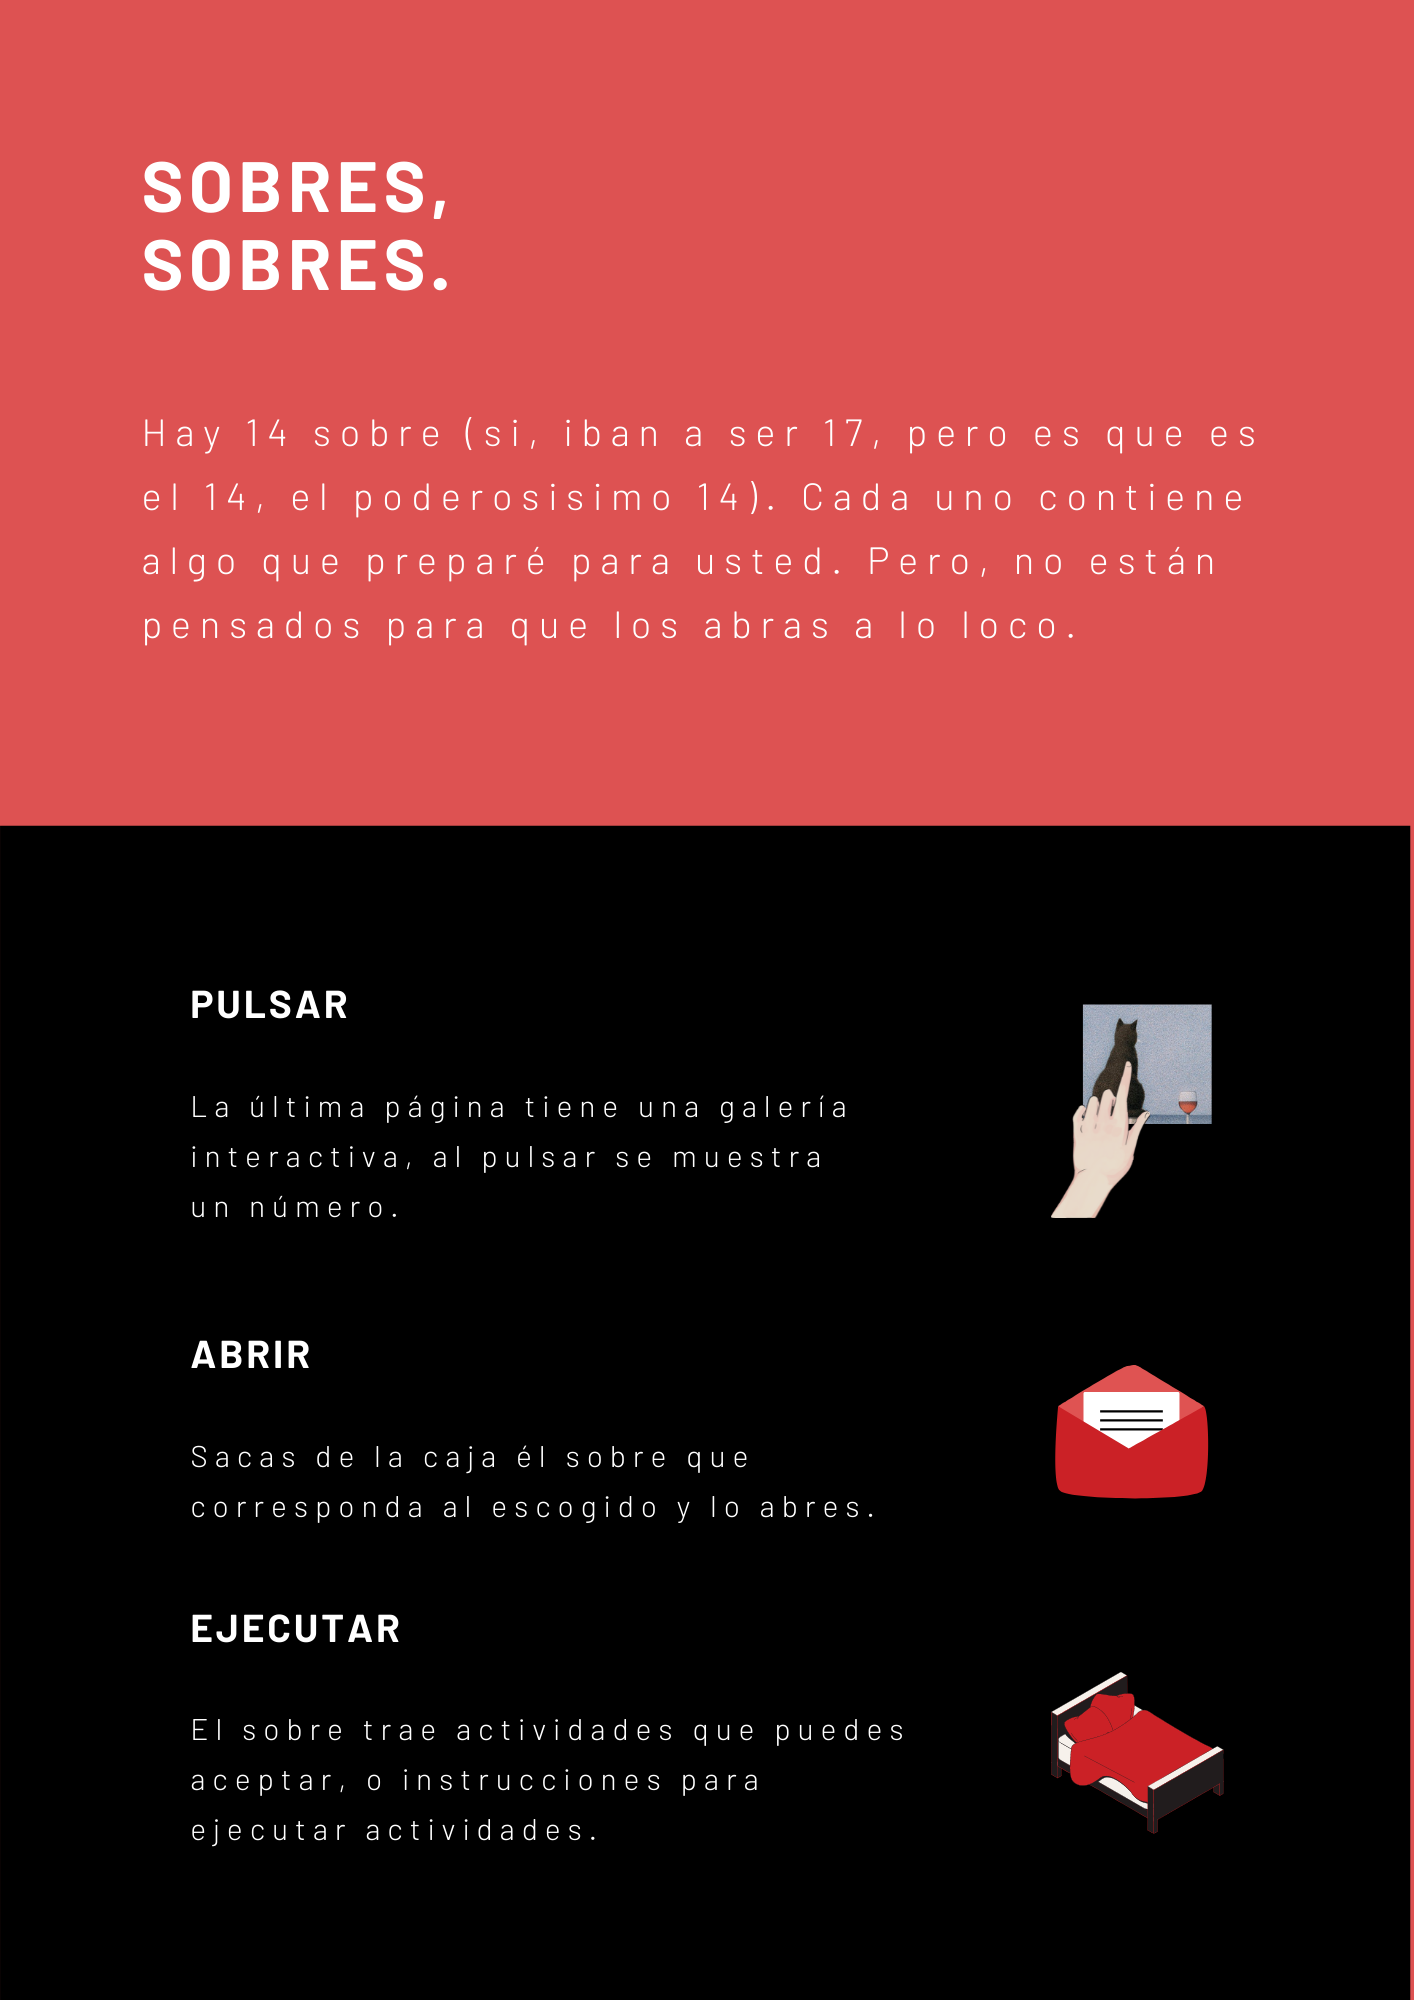 SOBRES,
SOBRES.
Hay 14 sobre (si, iban a ser 17, pero es que es
el 14, el poderosisimo 14). Cada uno contiene
algo que preparé para usted. Pero, no están
pensados para que los abras a lo loco.
PULSAR
La última página tiene una galería
interactiva, al pulsar se muestra
un número.
ABRIR
Sacas de la caja él sobre que
corresponda al escogido y lo abres.
EJECUTAR
El sobre trae actividades que puedes
aceptar, o instrucciones para
ejecutar actividades.